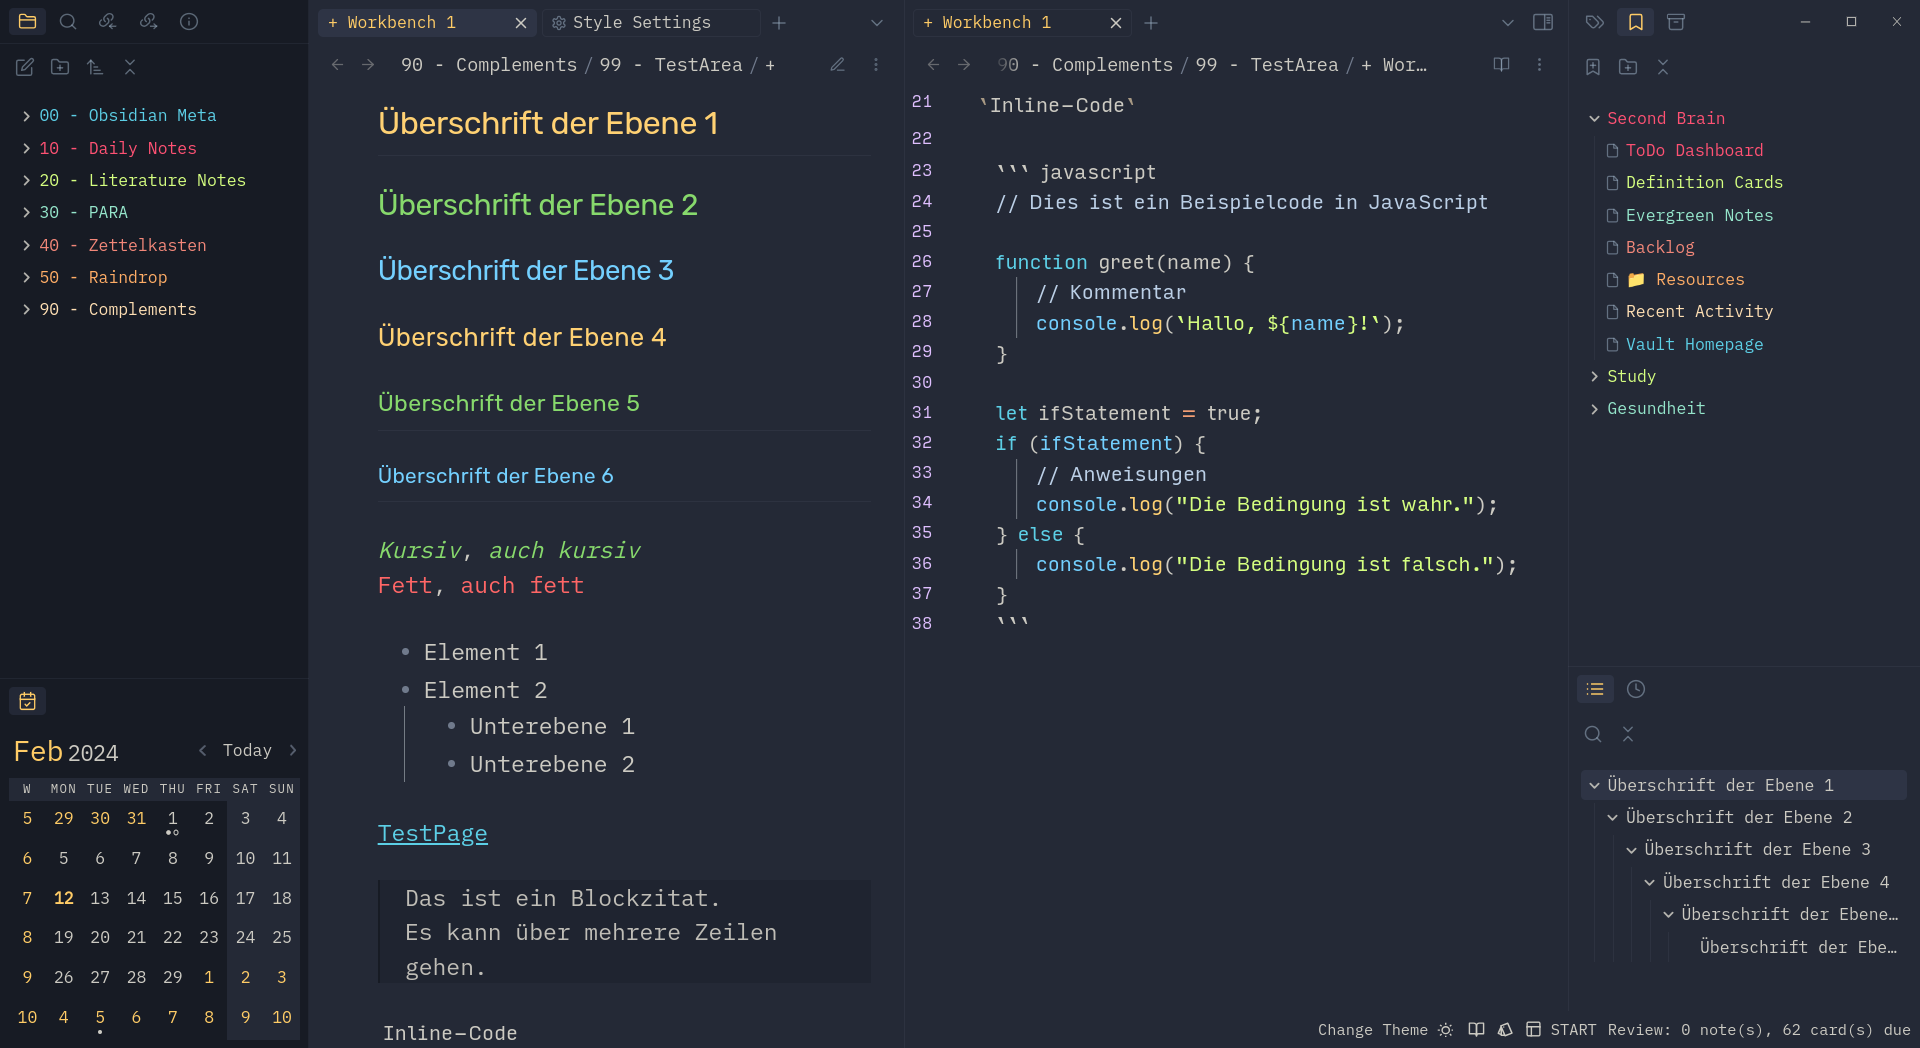 00 - Obsidian Meta
10 - Daily Notes
20 - Literature Notes
30 - PARA
40 - Zettelkasten
50 - Raindrop
90 - Complements
Feb 2024
Today
W MON TUE WED THU FRI SAT SUN
5 29 30 31 1 2 3 4
6 5 6 7 8 9 10 11
7 12 13 14 15 16 17 18
8 19 20 21 22 23 24 25
9 26 27 28 29 1 2 3
10 4 5 6 7 8 9 10
+ Workbench 1
Style Settings
90 - Complements / 99 - TestArea / +
Überschrift der Ebene 1
Überschrift der Ebene 2
Überschrift der Ebene 3
Überschrift der Ebene 4
Überschrift der Ebene 5
Überschrift der Ebene 6
Kursiv, auch kursiv
Fett, auch fett
Element 1
Element 2
Unterebene 1
Unterebene 2
TestPage
Das ist ein Blockzitat.
Es kann über mehrere Zeilen
gehen.
Inline-Code
+ Workbench 1
90 - Complements / 99 - TestArea / + Wor…
21 `Inline-Code`
22
23 ``` javascript
24 // Dies ist ein Beispielcode in JavaScript
25
26 function greet(name) {
27 // Kommentar
28 console.log(`Hallo, ${name}!`);
29 }
30
31 let ifStatement = true;
32 if (ifStatement) {
33 // Anweisungen
34 console.log("Die Bedingung ist wahr.");
35 } else {
36 console.log("Die Bedingung ist falsch.");
37 }
38 ```
Second Brain
ToDo Dashboard
Definition Cards
Evergreen Notes
Backlog
📁 Resources
Recent Activity
Vault Homepage
Study
Gesundheit
Überschrift der Ebene 1
Überschrift der Ebene 2
Überschrift der Ebene 3
Überschrift der Ebene 4
Überschrift der Ebene…
Überschrift der Ebe…
Change Theme START Review: 0 note(s), 62 card(s) due